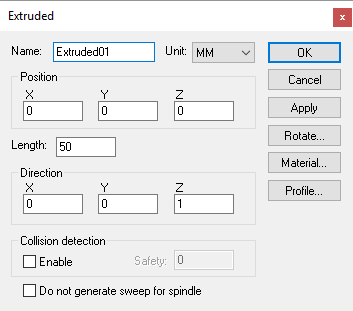 Extruded
x
Name: Extruded01 Unit: MM OK
Cancel
Position
X Y Z
0 0 0
Apply
Rotate...
Length: 50
Material...
Direction
X Y Z
0 0 1
Profile...
Collision detection
Enable Safety: 0
Do not generate sweep for spindle